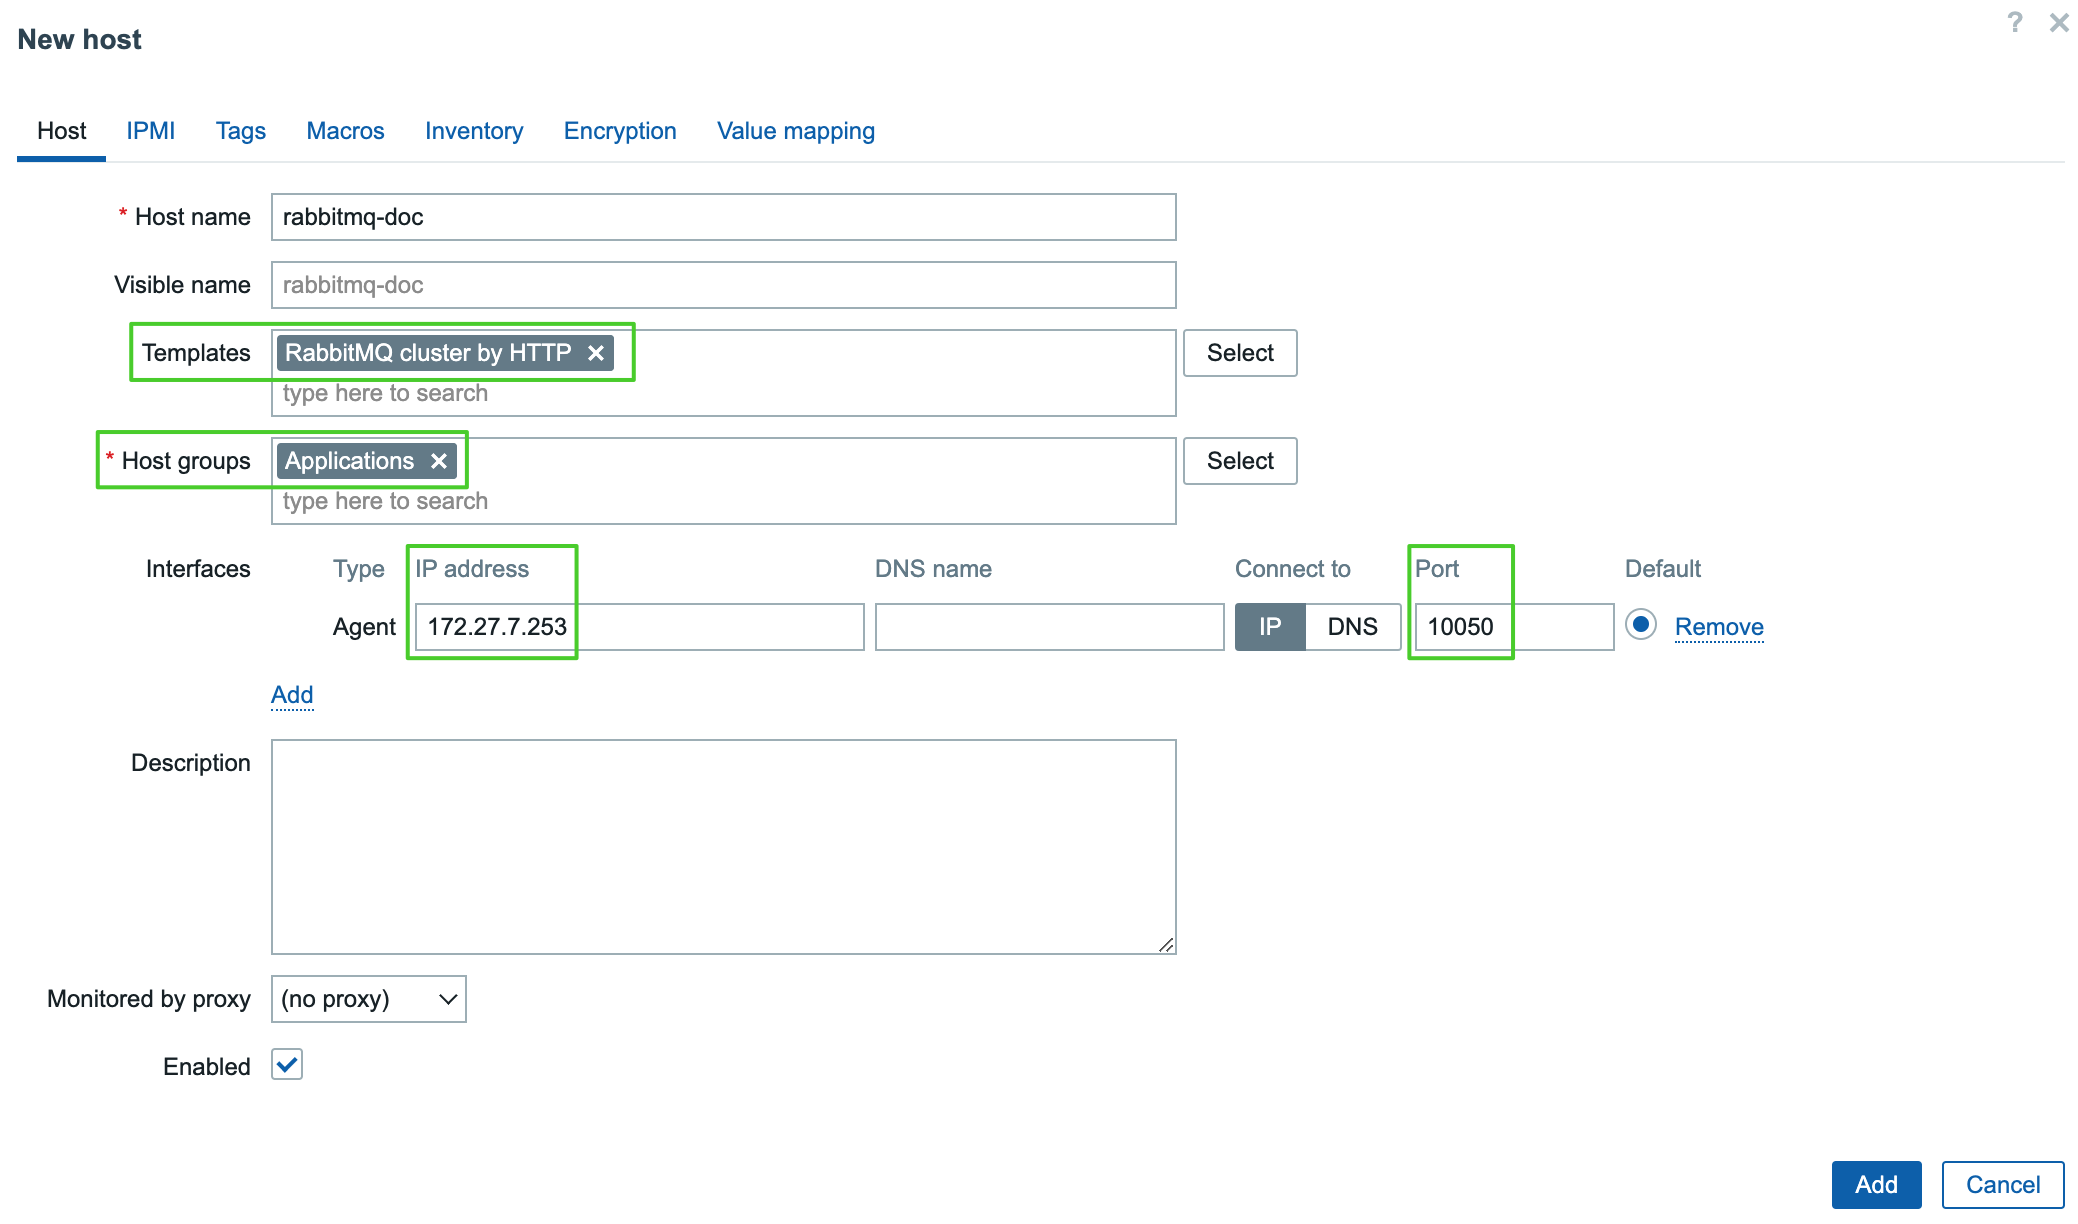 New host
?
Host IPMI Tags Macros Inventory Encryption Value mapping
* Host name rabbitmq-doc
Visible name rabbitmq-doc
Templates RabbitMQ cluster by HTTP Select
type here to search
* Host groups Applications Select
type here to search
Interfaces Type IP address DNS name Connect to Port Default
Agent 172.27.7.253 IP DNS 10050 Remove
Add
Description
Monitored by proxy (no proxy)
Enabled
Add Cancel